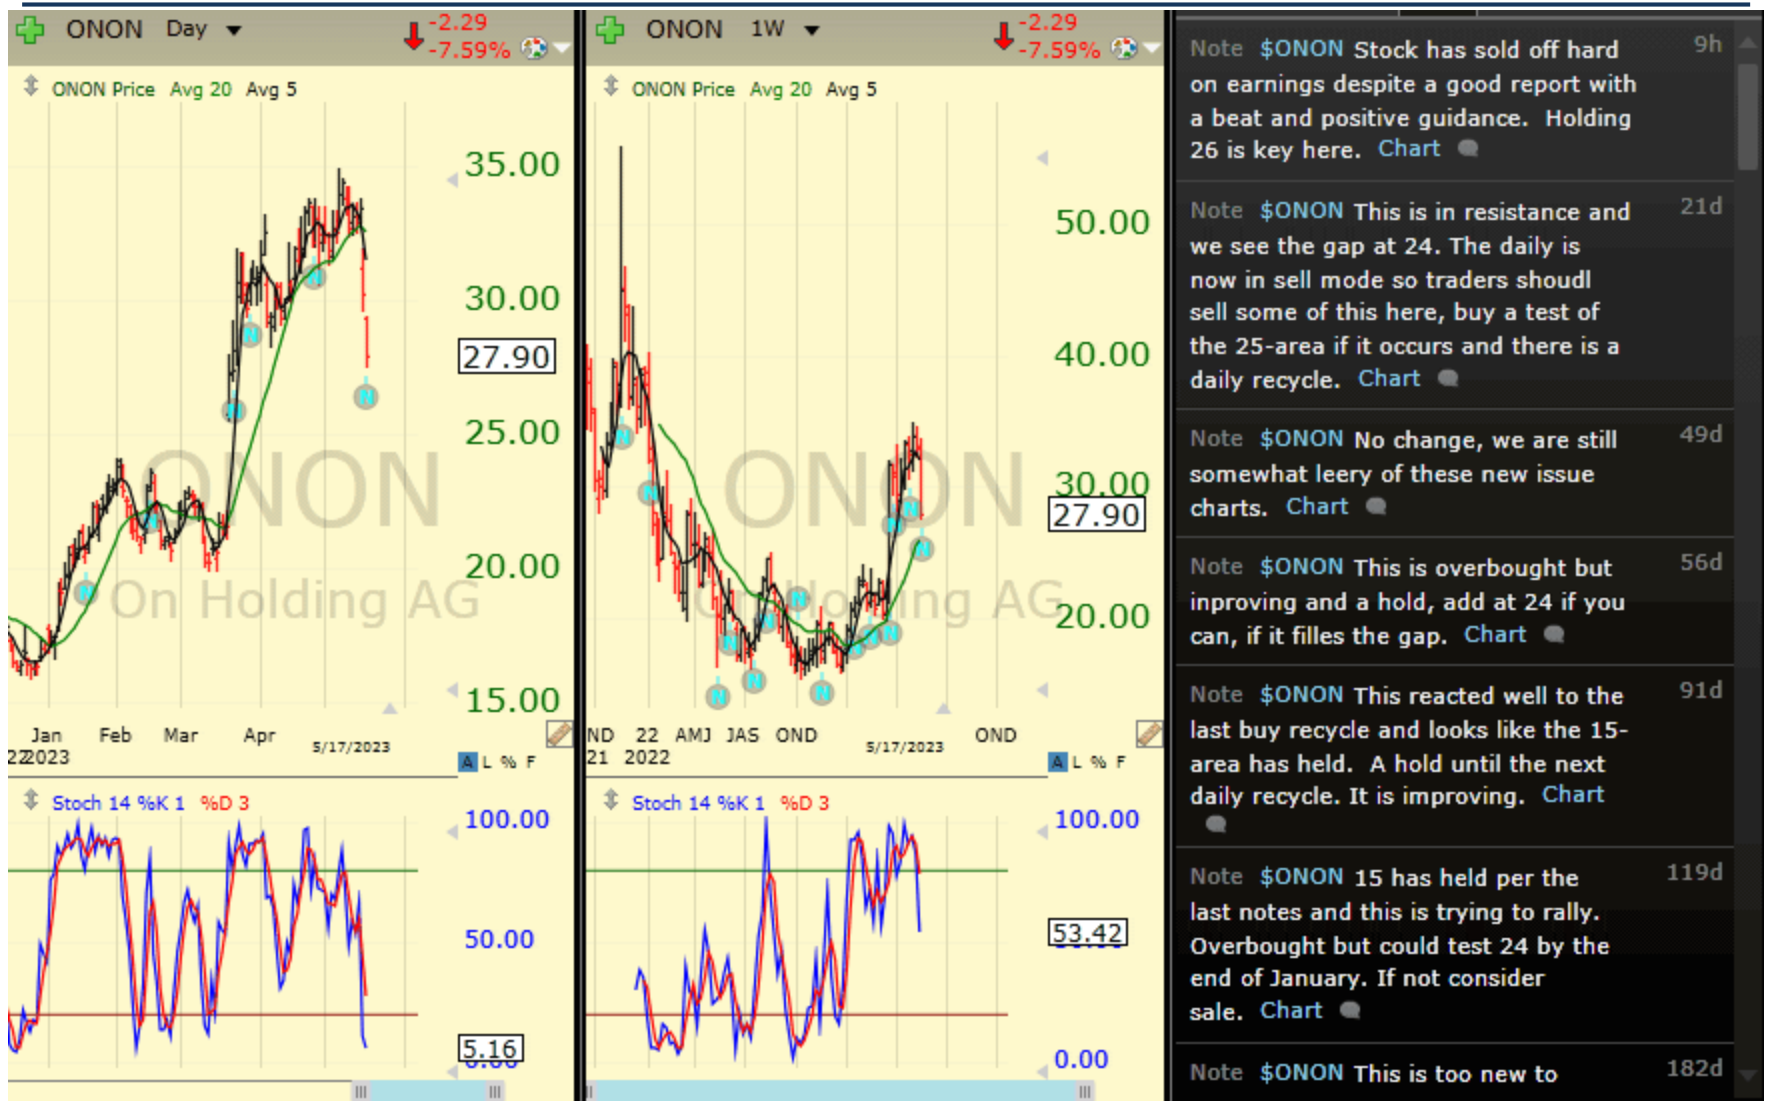 ONON Day
-2.29
-7.59%
ONON Price Avg 20 Avg 5
35.00
30.00
27.90
25.00
20.00
15.00
ONON
On Holding AG
Jan Feb Mar Apr 5/17/2023
222023
A L % F
Stoch 14 %K 1 %D 3
100.00
50.00
5.16
0.00
N
N
N
N
N
N
ONON 1W
-2.29
-7.59%
ONON Price Avg 20 Avg 5
50.00
40.00
30.00
27.90
20.00
ONON
On Holding AG
N
N
N
N
N
N
N
N
N
N
N
N
N
N
ND 22 AMJ JAS OND 5/17/2023 OND
21 2022
A L % F
Stoch 14 %K 1 %D 3
100.00
53.42
0.00
Note $ONON Stock has sold off hard 9h
on earnings despite a good report with
a beat and positive guidance. Holding
26 is key here. Chart
Note $ONON This is in resistance and 21d
we see the gap at 24. The daily is
now in sell mode so traders shoudl
sell some of this here, buy a test of
the 25-area if it occurs and there is a
daily recycle. Chart
Note $ONON No change, we are still 49d
somewhat leery of these new issue
charts. Chart
Note $ONON This is overbought but 56d
inproving and a hold, add at 24 if you
can, if it filles the gap. Chart
Note $ONON This reacted well to the 91d
last buy recycle and looks like the 15-
area has held. A hold until the next
daily recycle. It is improving. Chart
Note $ONON 15 has held per the 119d
last notes and this is trying to rally.
Overbought but could test 24 by the
end of January. If not consider
sale. Chart
Note $ONON This is too new to 182d